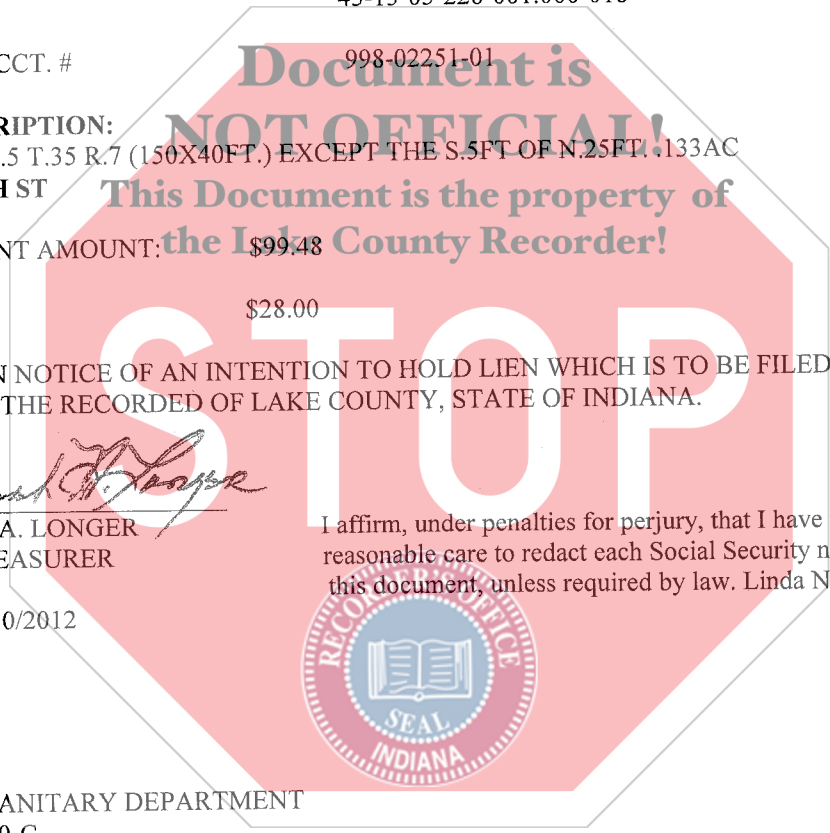 CCT. # 998-02251-01
Document is
RIPTION:
NOT OFFICIAL!
.5 T.35 R.7 (150X40FT.) EXCEPT THE S.5FT OF N.25FT. .133AC
H ST
This Document is the property of
NT AMOUNT: $99.48
the Lake County Recorder!
$28.00
STOP
N NOTICE OF AN INTENTION TO HOLD LIEN WHICH IS TO BE FILED
THE RECORDED OF LAKE COUNTY, STATE OF INDIANA.
A. LONGER
EASURER
I affirm, under penalties for perjury, that I have
reasonable care to redact each Social Security n
this document, unless required by law. Linda N
0/2012
RECORDER'S OFFICE
SEAL
INDIANA
ANITARY DEPARTMENT